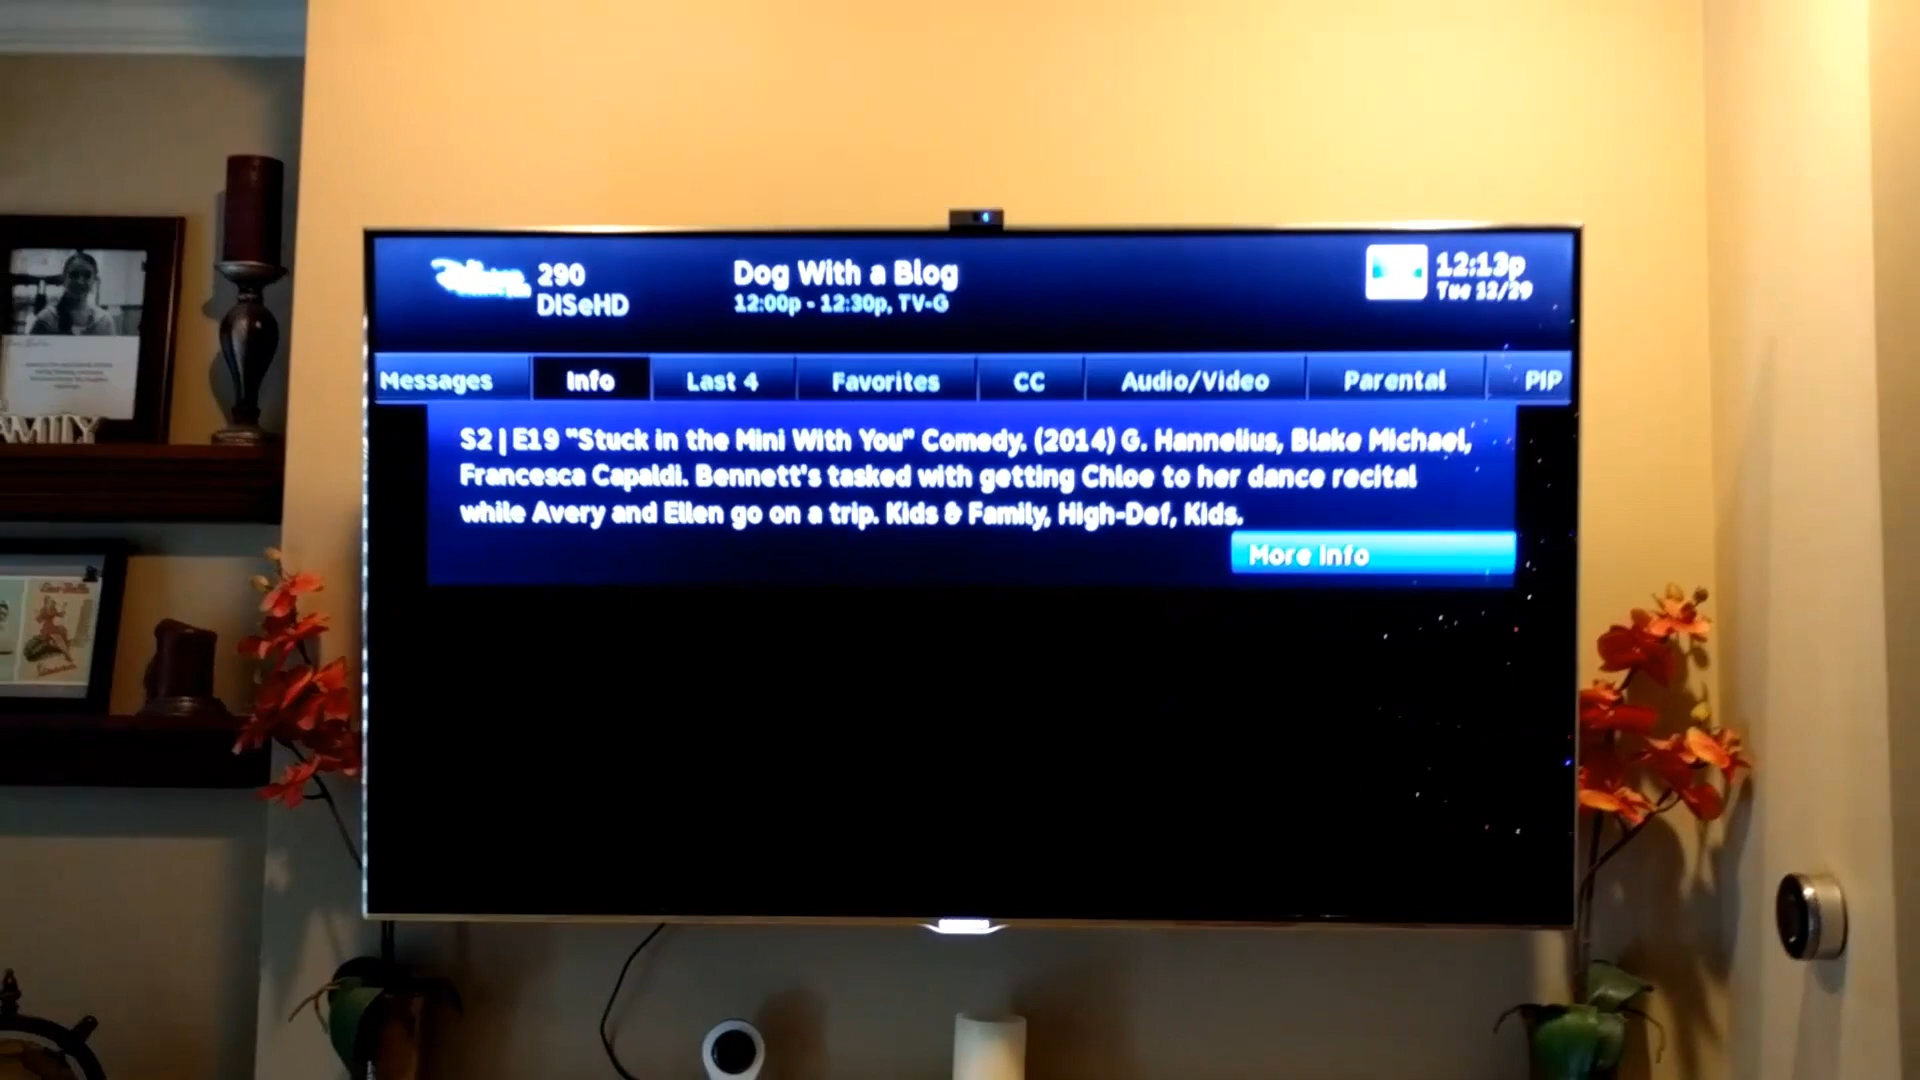 290
DISeHD
Dog With a Blog
12:00p - 12:30p, TV-G
12:13p
Tue 12/29
Messages
Info
Last 4
Favorites
CC
Audio/Video
Parental
PIP
S2 | E19 "Stuck in the Mini With You" Comedy. (2014) G. Hannelius, Blake Michael,
Francesca Capaldi. Bennett's tasked with getting Chloe to her dance recital
while Avery and Ellen go on a trip. Kids & Family, High-Def, Kids.
More Info
FAMILY